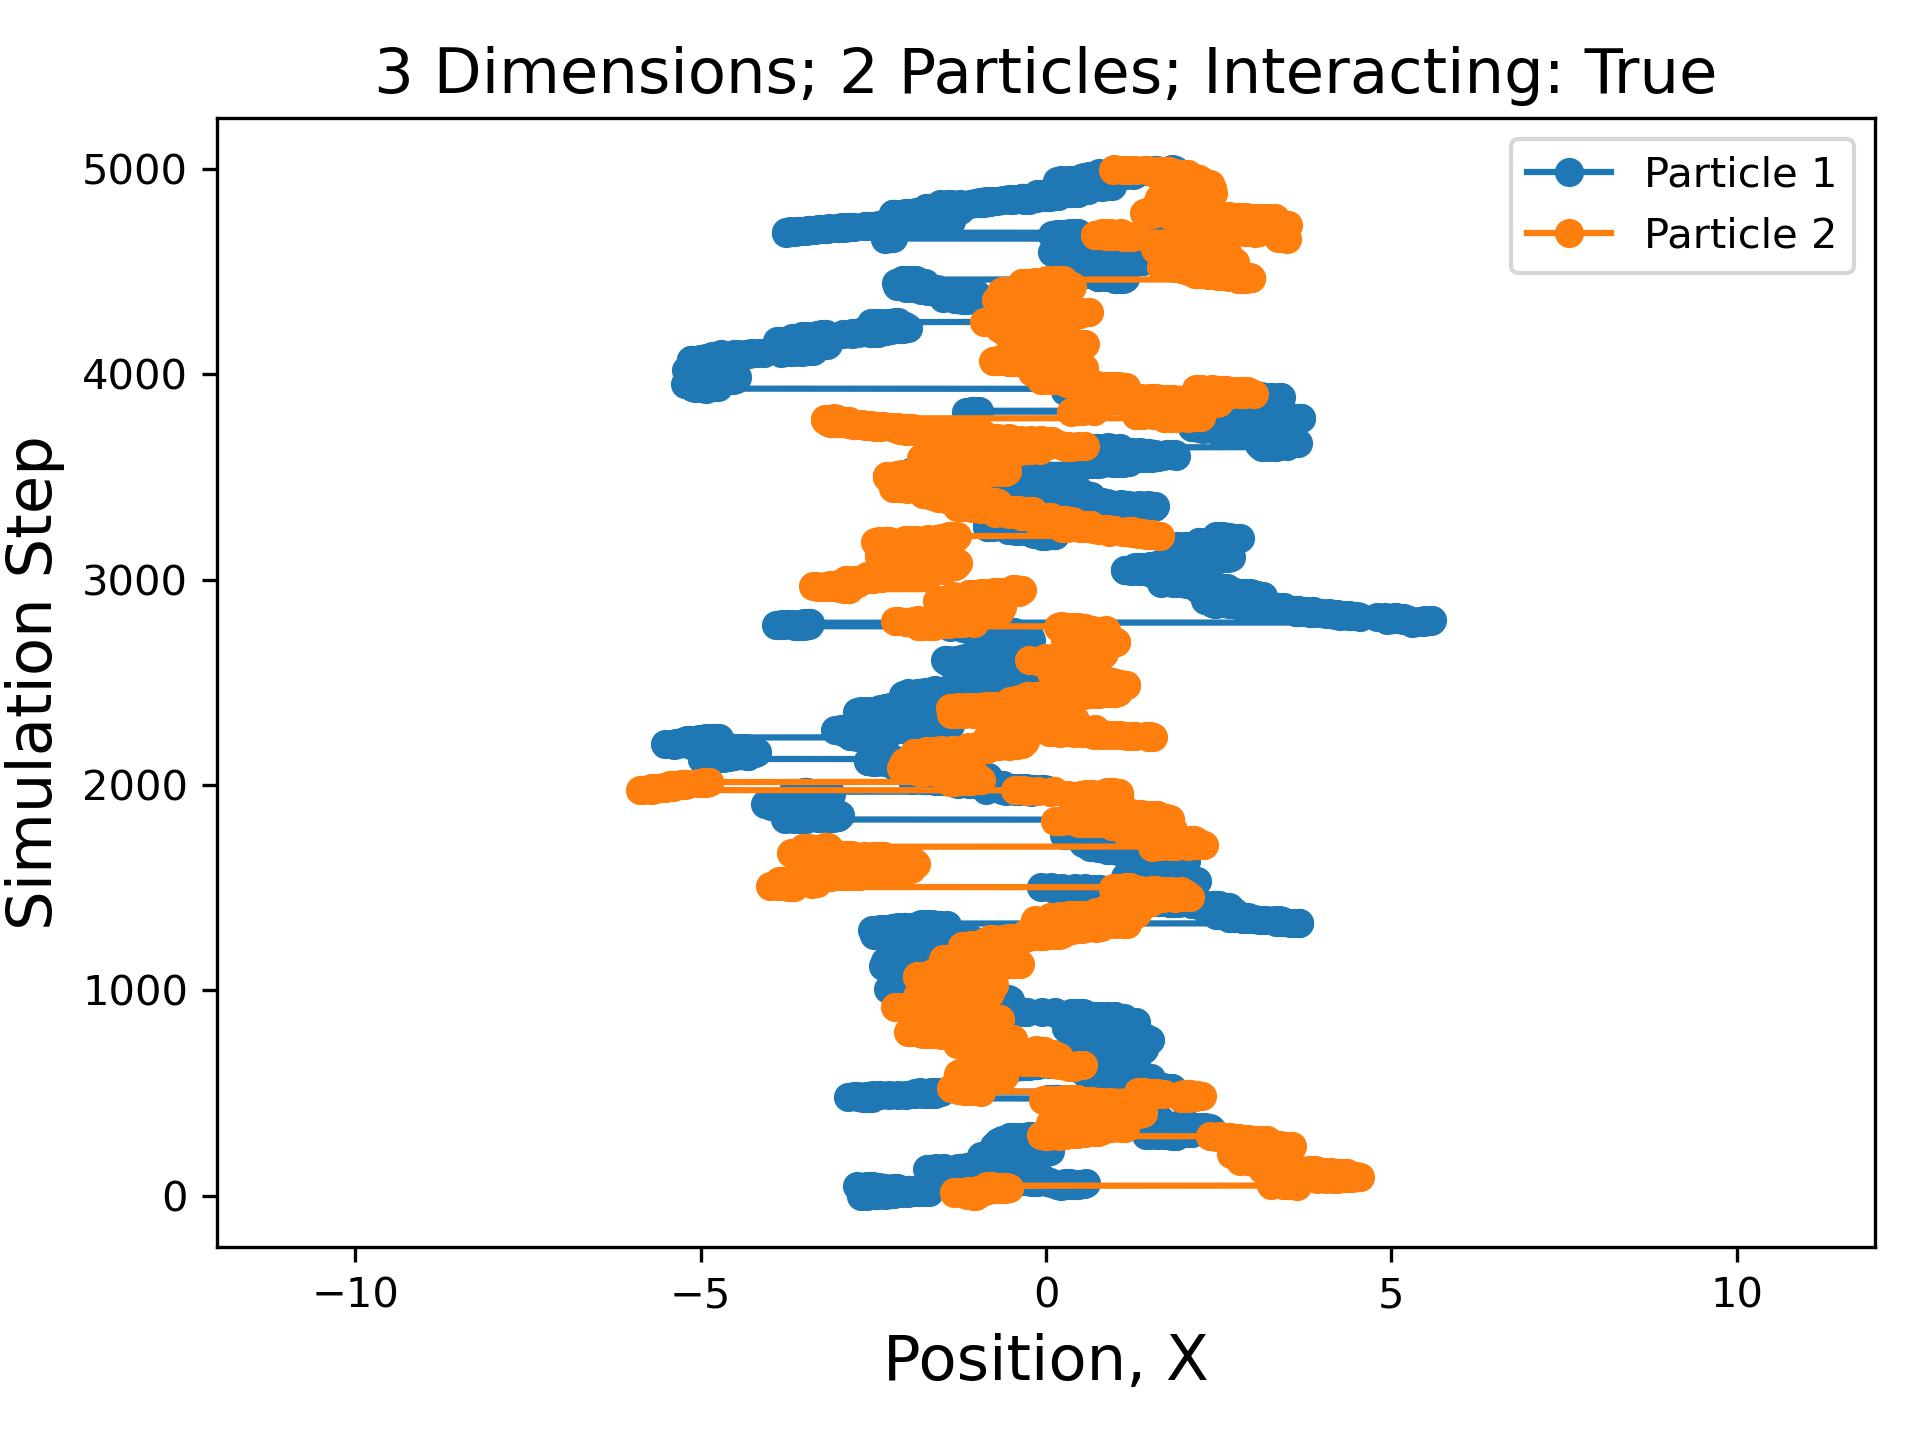 3 Dimensions; 2 Particles; Interacting: True
Particle 1
Particle 2
Simulation Step
5000
4000
3000
2000
1000
0
−10
−5
0
5
10
Position, X